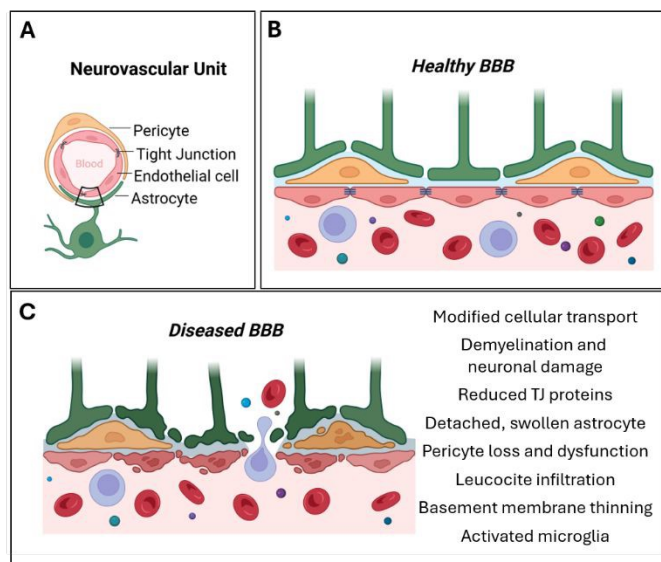 A
Neurovascular Unit
Pericyte
Tight Junction
Blood
Endothelial cell
Astrocyte
B
Healthy BBB
C
Diseased BBB
Modified cellular transport
Demyelination and
neuronal damage
Reduced TJ proteins
Detached, swollen astrocyte
Pericyte loss and dysfunction
Leucocite infiltration
Basement membrane thinning
Activated microglia